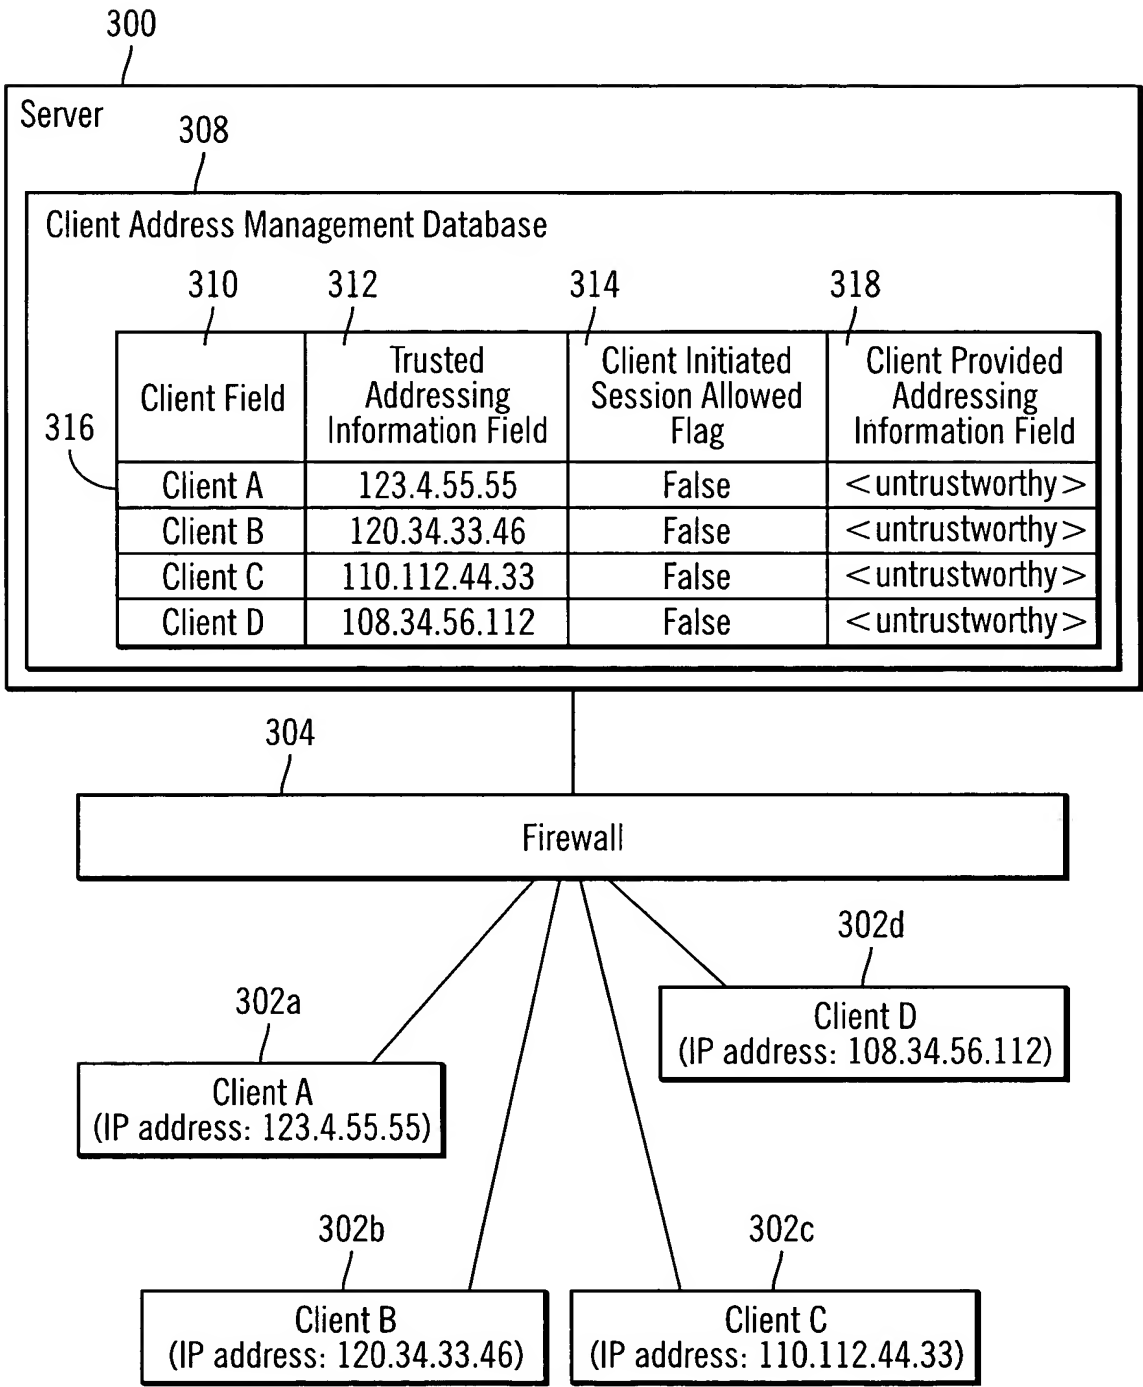 300
Server
308
Client Address Management Database
310 312 314 318
Client Field
Trusted
Addressing
Information Field
Client Initiated
Session Allowed
Flag
Client Provided
Addressing
Information Field
316
Client A 123.4.55.55 False <untrustworthy>
Client B 120.34.33.46 False <untrustworthy>
Client C 110.112.44.33 False <untrustworthy>
Client D 108.34.56.112 False <untrustworthy>
304
Firewall
302d
Client D
(IP address: 108.34.56.112)
302a
Client A
(IP address: 123.4.55.55)
302b
Client B
(IP address: 120.34.33.46)
302c
Client C
(IP address: 110.112.44.33)